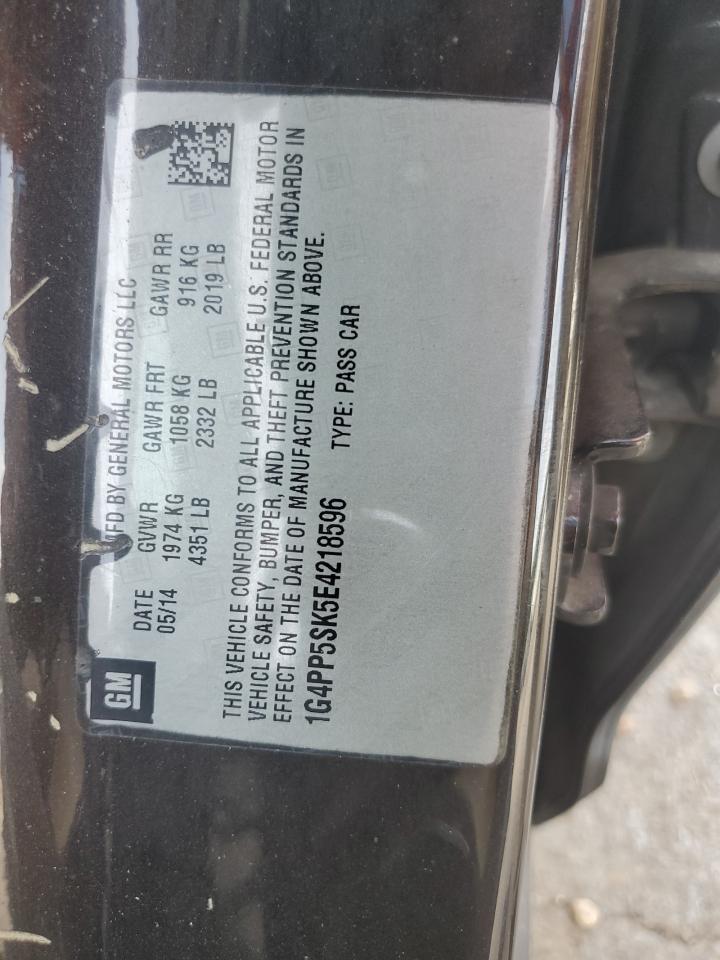 GM
MFD BY GENERAL MOTORS LLC
DATE GVWR GAWR FRT GAWR RR
05/14 1974 KG 1058 KG 916 KG
4351 LB 2332 LB 2019 LB
THIS VEHICLE CONFORMS TO ALL APPLICABLE U.S. FEDERAL MOTOR
VEHICLE SAFETY, BUMPER, AND THEFT PREVENTION STANDARDS IN
EFFECT ON THE DATE OF MANUFACTURE SHOWN ABOVE.
1G4PP5SK5E4218596 TYPE: PASS CAR